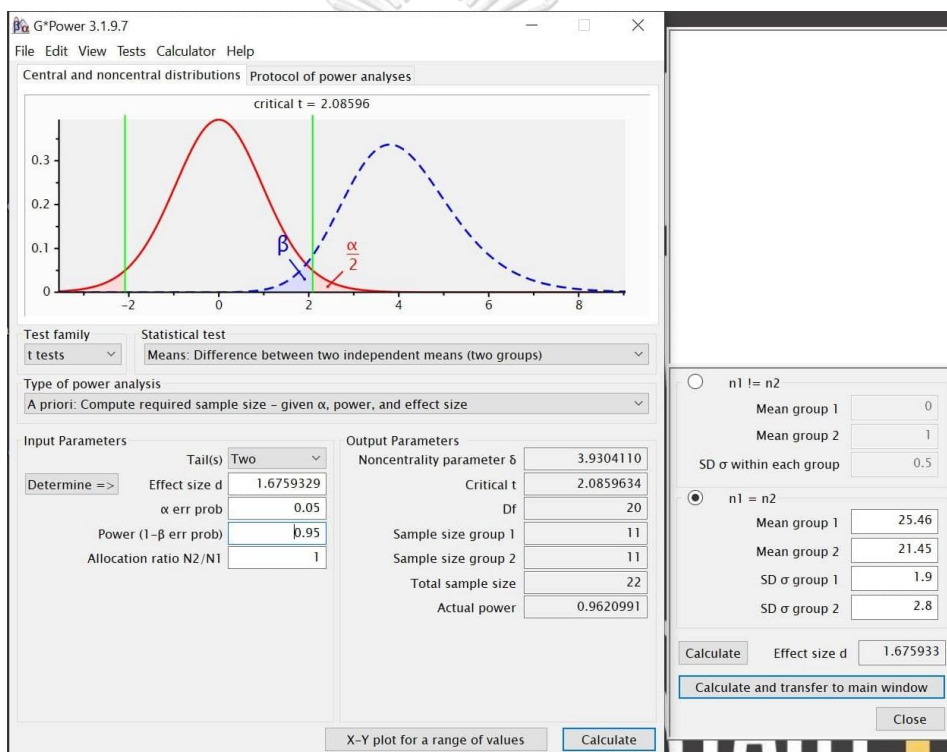 G*Power 3.1.9.7
File Edit View Tests Calculator Help
Central and noncentral distributions Protocol of power analyses
critical t = 2.08596
0.3
0.2
0.1
0
β
α
2
-2 0 2 4 6 8
Test family Statistical test
t tests Means: Difference between two independent means (two groups)
Type of power analysis
A priori: Compute required sample size – given α, power, and effect size
Input Parameters
Tail(s) Two
Determine => Effect size d 1.6759329
α err prob 0.05
Power (1-β err prob) 0.95
Allocation ratio N2/N1 1
Output Parameters
Noncentrality parameter δ 3.9304110
Critical t 2.0859634
Df 20
Sample size group 1 11
Sample size group 2 11
Total sample size 22
Actual power 0.9620991
X-Y plot for a range of values Calculate
n1 != n2
Mean group 1 0
Mean group 2 1
SD σ within each group 0.5
n1 = n2
Mean group 1 25.46
Mean group 2 21.45
SD σ group 1 1.9
SD σ group 2 2.8
Calculate Effect size d 1.675933
Calculate and transfer to main window
Close